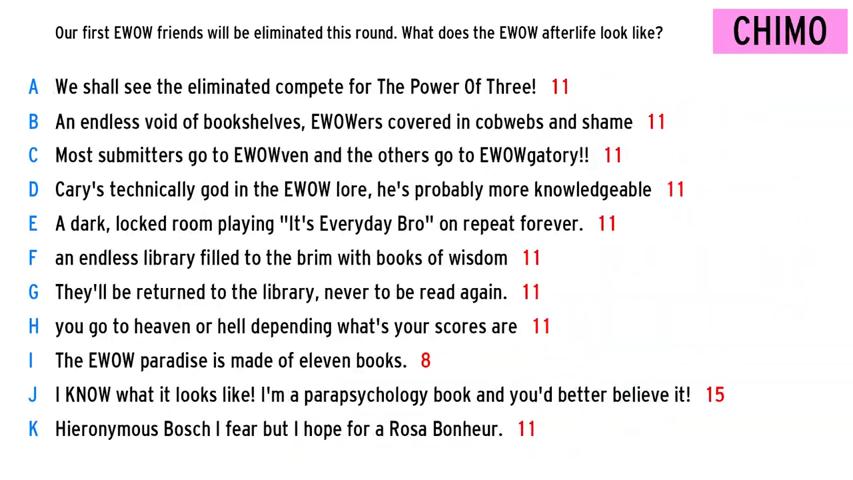 Our first EWOW friends will be eliminated this round. What does the EWOW afterlife look like?
CHIMO
A We shall see the eliminated compete for The Power Of Three! 11
B An endless void of bookshelves, EWOWers covered in cobwebs and shame 11
C Most submitters go to EWOWven and the others go to EWOWgatory!! 11
D Cary's technically god in the EWOW lore, he's probably more knowledgeable 11
E A dark, locked room playing "It's Everyday Bro" on repeat forever. 11
F an endless library filled to the brim with books of wisdom 11
G They'll be returned to the library, never to be read again. 11
H you go to heaven or hell depending what's your scores are 11
I The EWOW paradise is made of eleven books. 8
J I KNOW what it looks like! I'm a parapsychology book and you'd better believe it! 15
K Hieronymous Bosch I fear but I hope for a Rosa Bonheur. 11